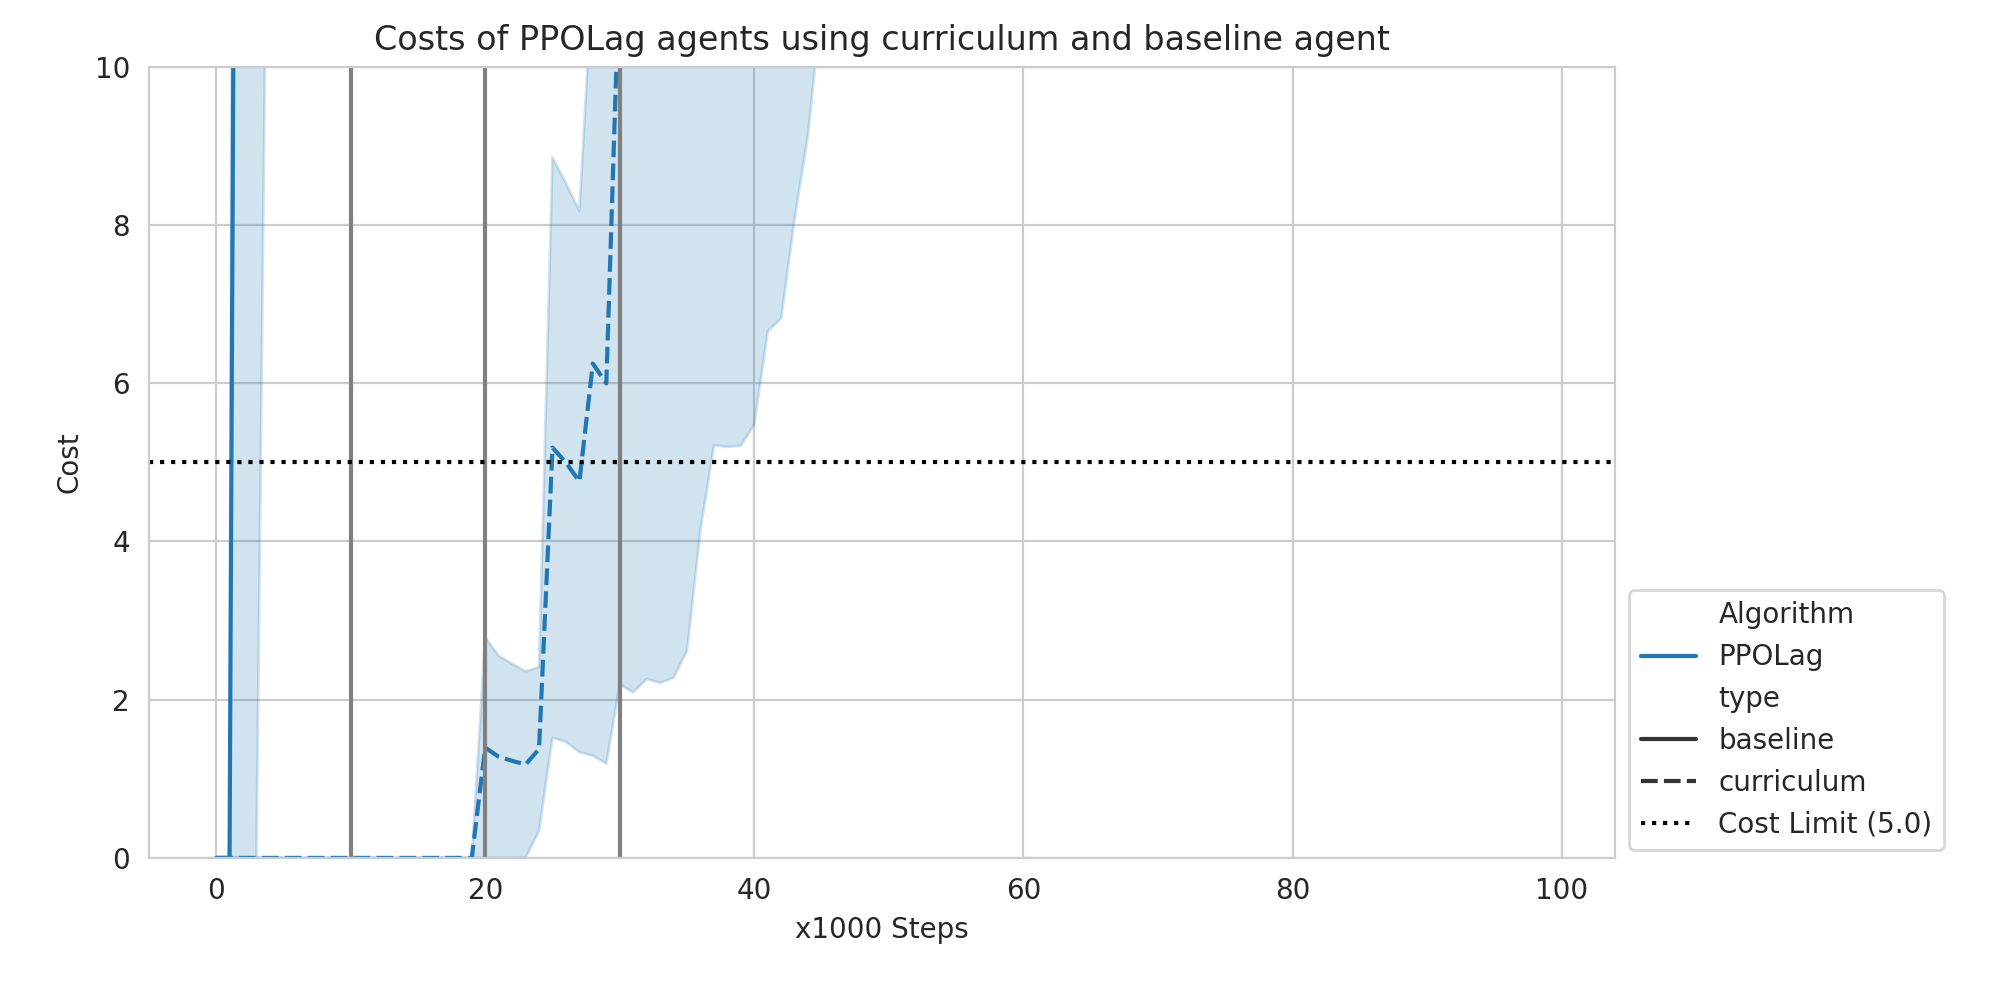 Costs of PPOLag agents using curriculum and baseline agent
10
8
6
4
2
0
Cost
0 20 40 60 80 100
x1000 Steps
Algorithm
PPOLag
type
baseline
curriculum
Cost Limit (5.0)